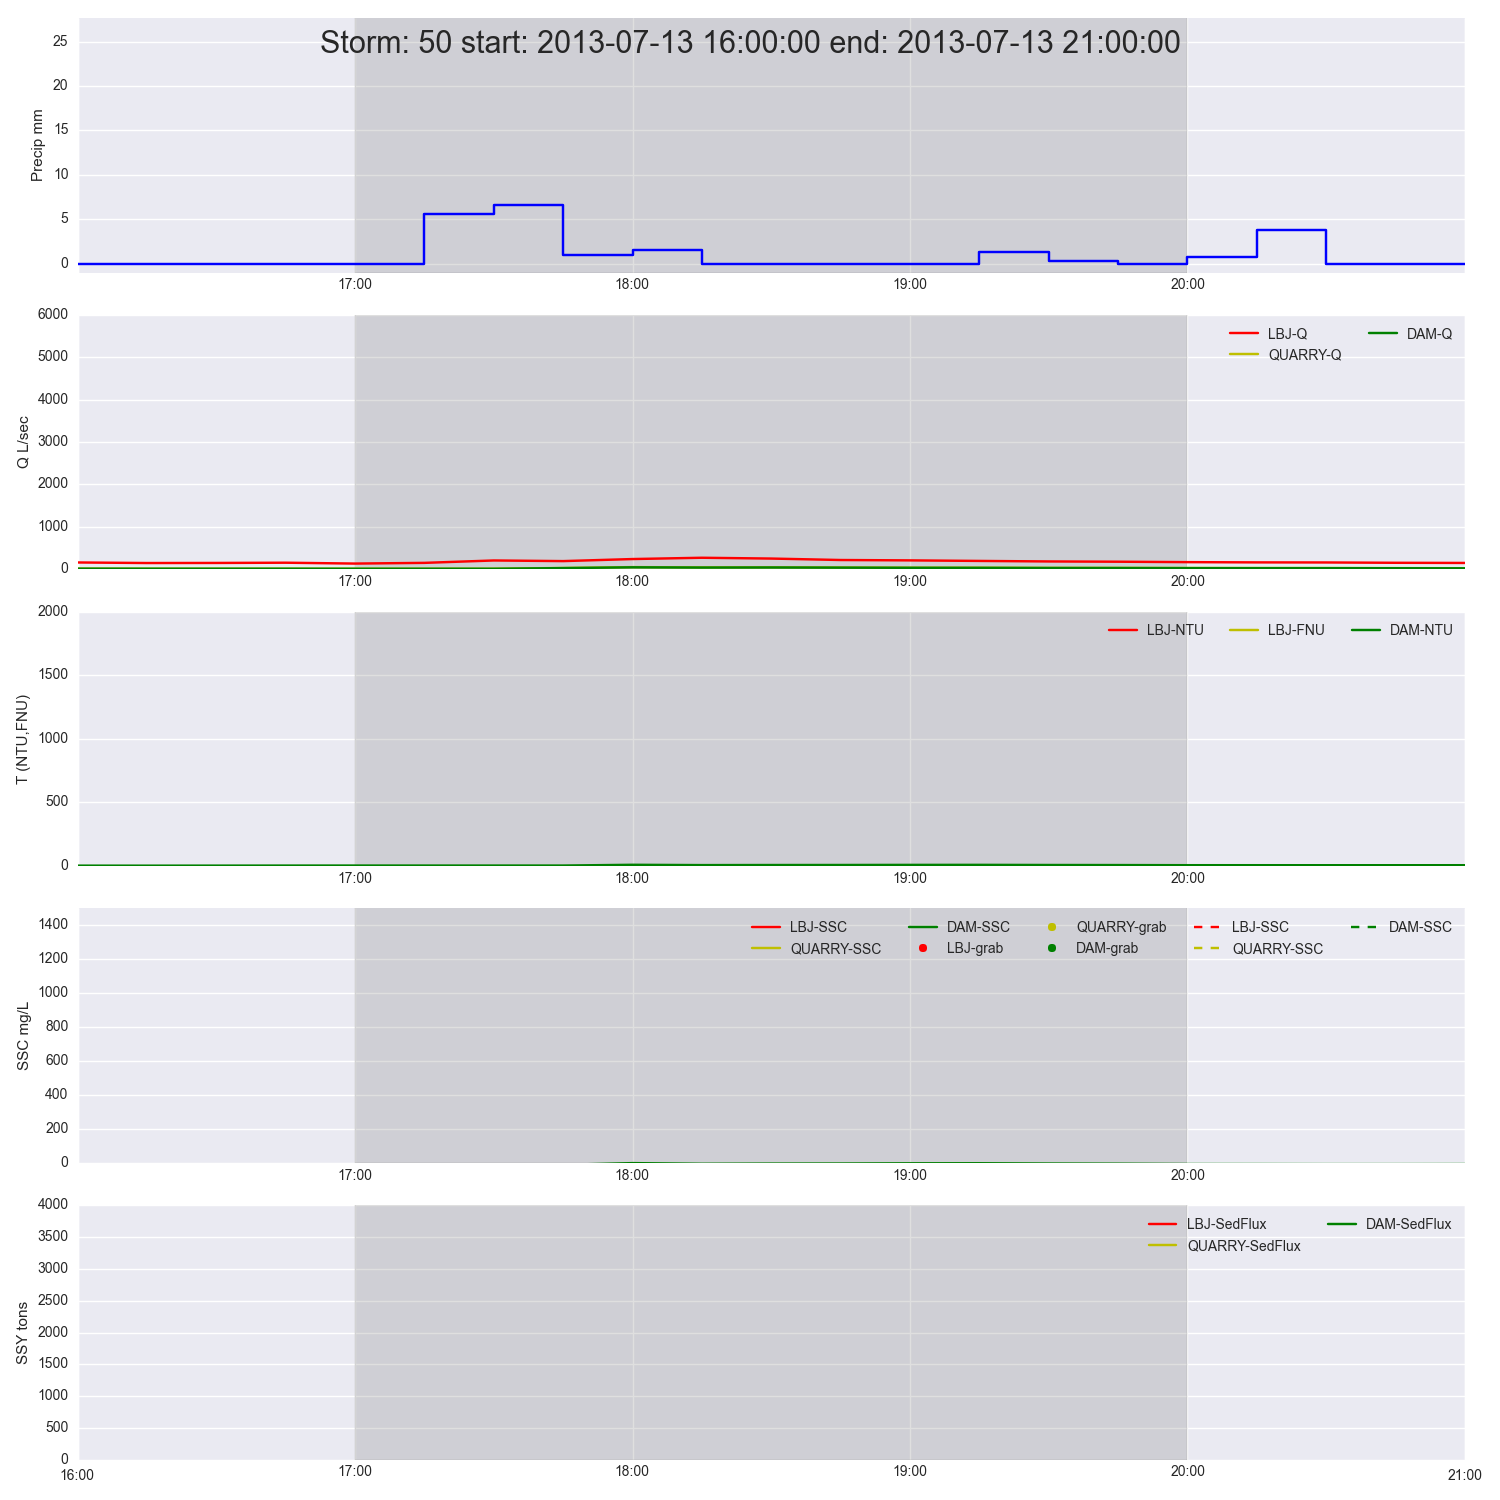 Storm: 50 start: 2013-07-13 16:00:00 end: 2013-07-13 21:00:00
Precip mm
25
20
15
10
5
0
17:00 18:00 19:00 20:00
Q L/sec
6000
5000
4000
3000
2000
1000
0
LBJ-Q DAM-Q
QUARRY-Q
17:00 18:00 19:00 20:00
T (NTU,FNU)
2000
1500
1000
500
0
LBJ-NTU LBJ-FNU DAM-NTU
17:00 18:00 19:00 20:00
SSC mg/L
1400
1200
1000
800
600
400
200
0
LBJ-SSC DAM-SSC QUARRY-grab LBJ-SSC DAM-SSC
QUARRY-SSC LBJ-grab DAM-grab QUARRY-SSC
17:00 18:00 19:00 20:00
SSY tons
4000
3500
3000
2500
2000
1500
1000
500
0
LBJ-SedFlux DAM-SedFlux
QUARRY-SedFlux
16:00 17:00 18:00 19:00 20:00 21:00